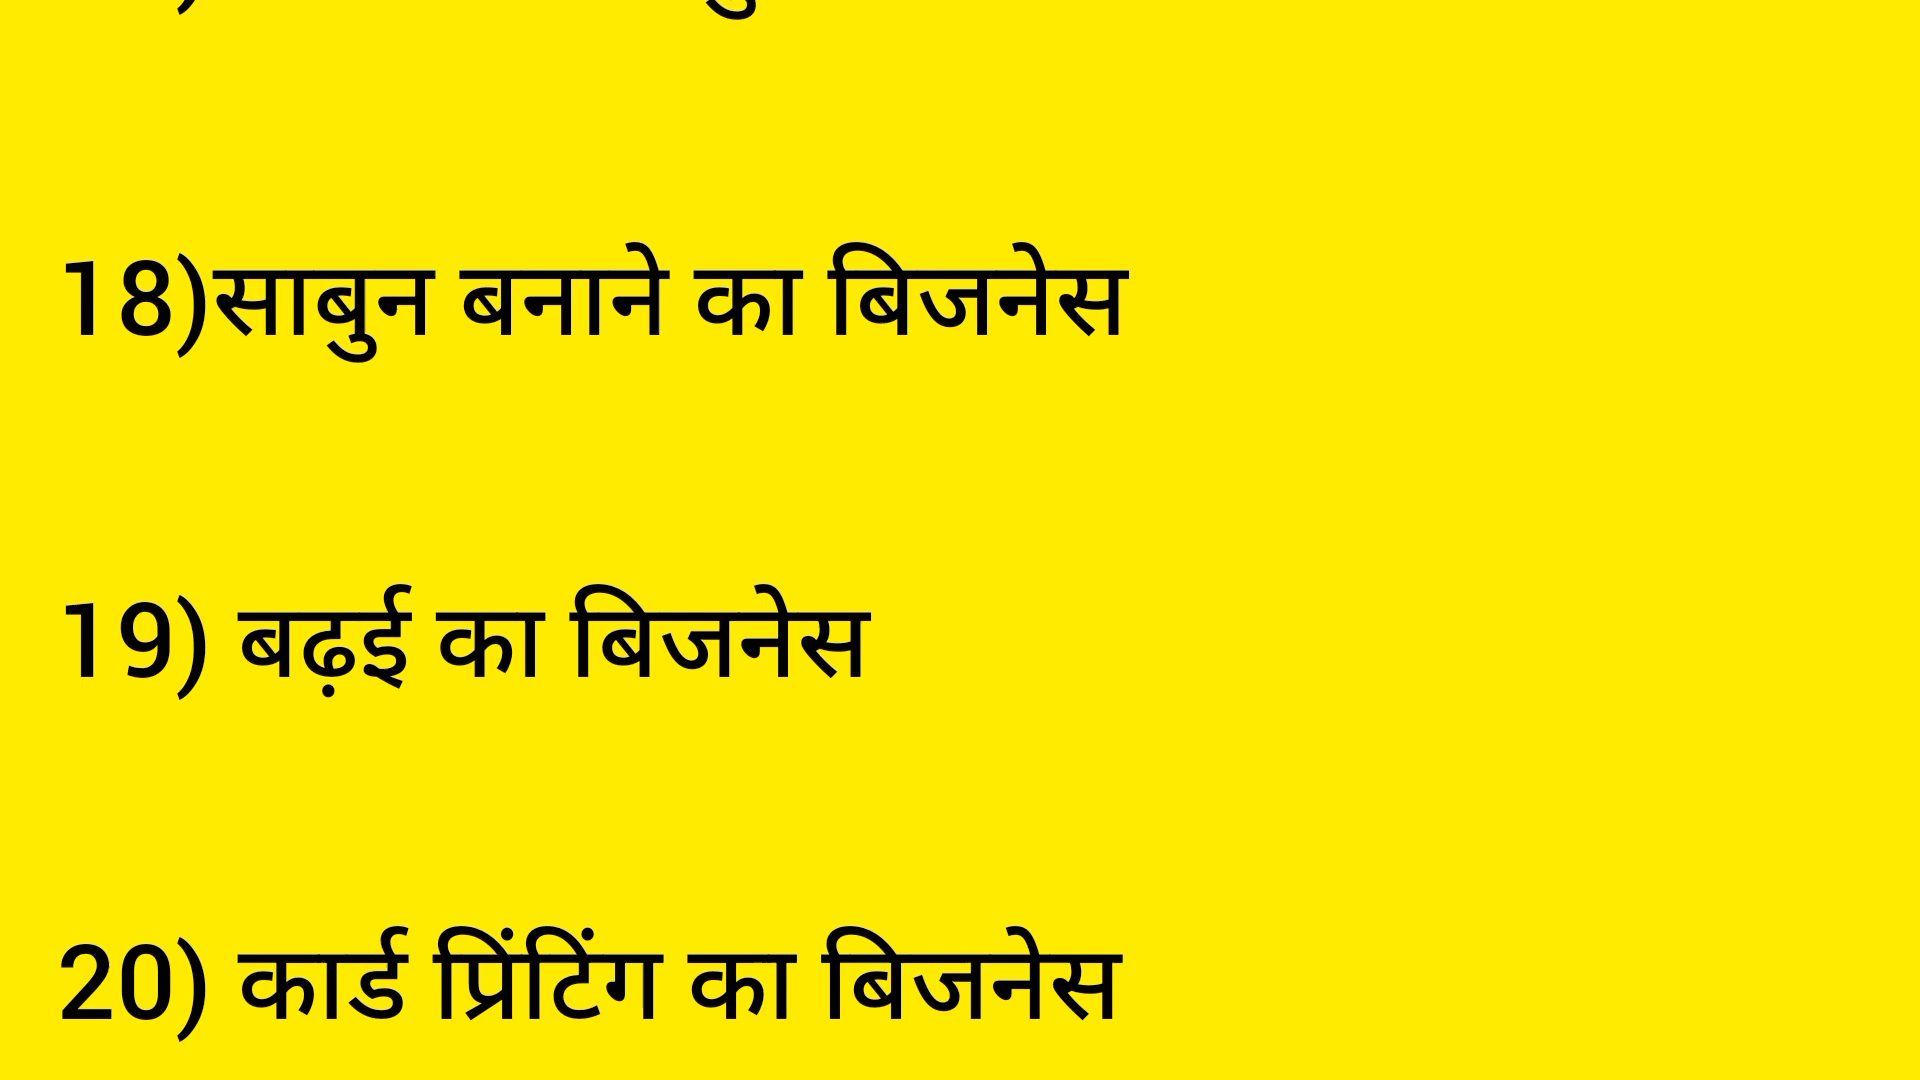 18)साबुन बनाने का बिजनेस
19) बढ़ई का बिजनेस
20) कार्ड प्रिंटिंग का बिजनेस